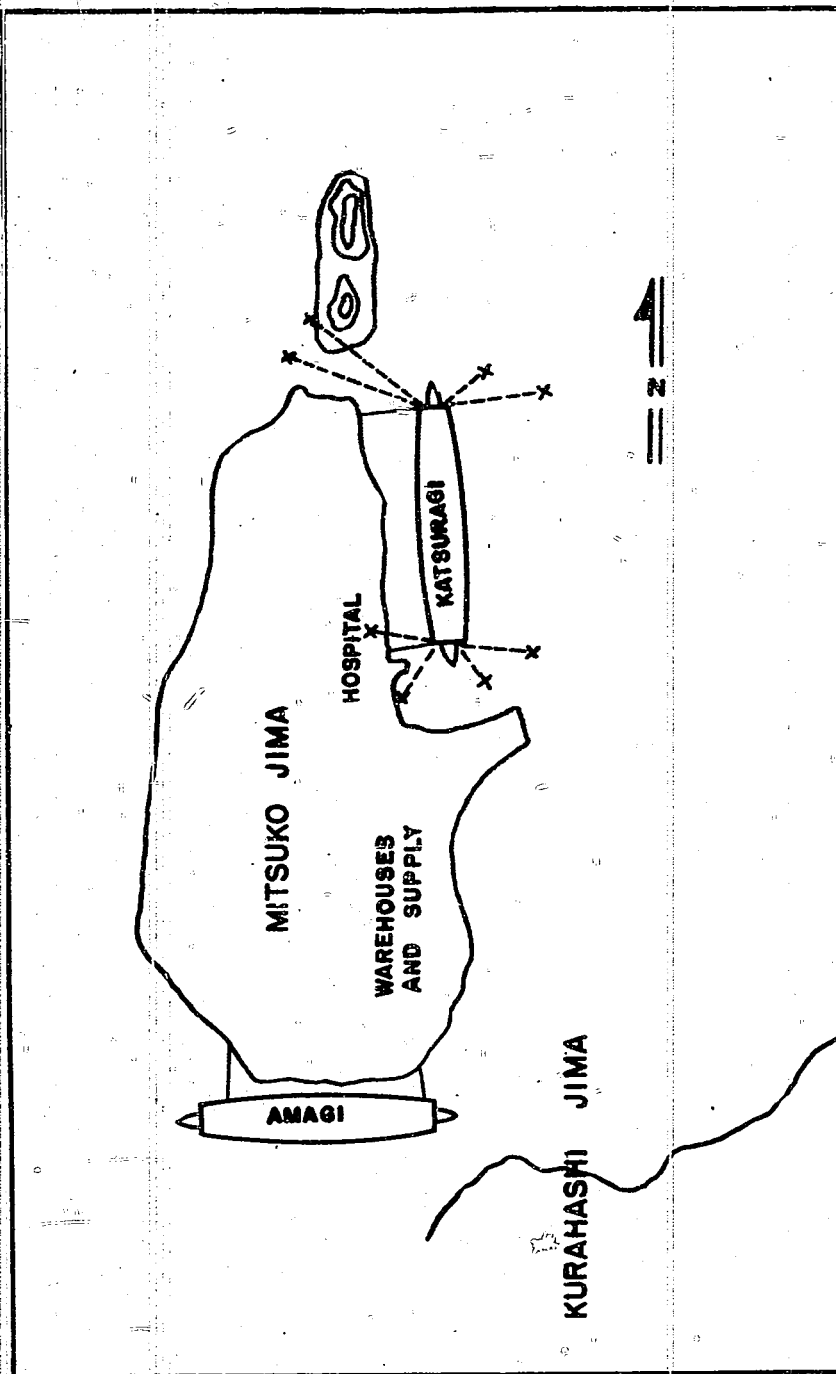 KATSURAGI
HOSPITAL
MITSUKO JIMA
WAREHOUSES
AND SUPPLY
AMAGI
KURAHASHI JIMA
N